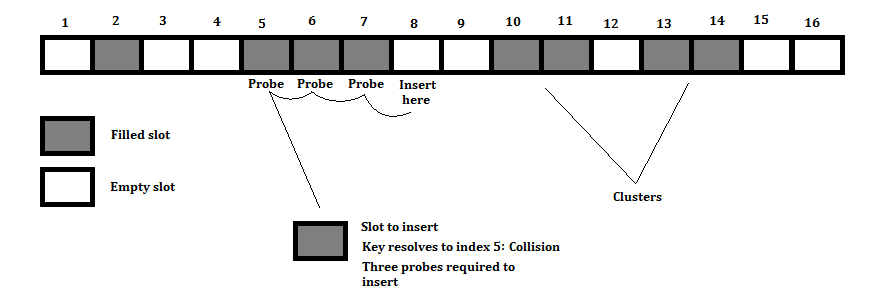 1 2 3 4 5 6 7 8 9 10 11 12 13 14 15 16
Probe Probe Probe Insert
here
Filled slot
Empty slot
Clusters
Slot to insert
Key resolves to index 5: Collision
Three probes required to
insert